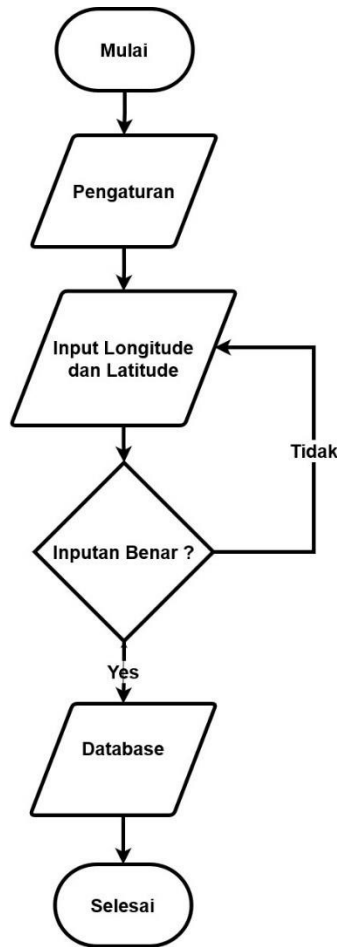 Mulai
Pengaturan
Input Longitude
dan Latitude
Tidak
Inputan Benar ?
Yes
Database
Selesai